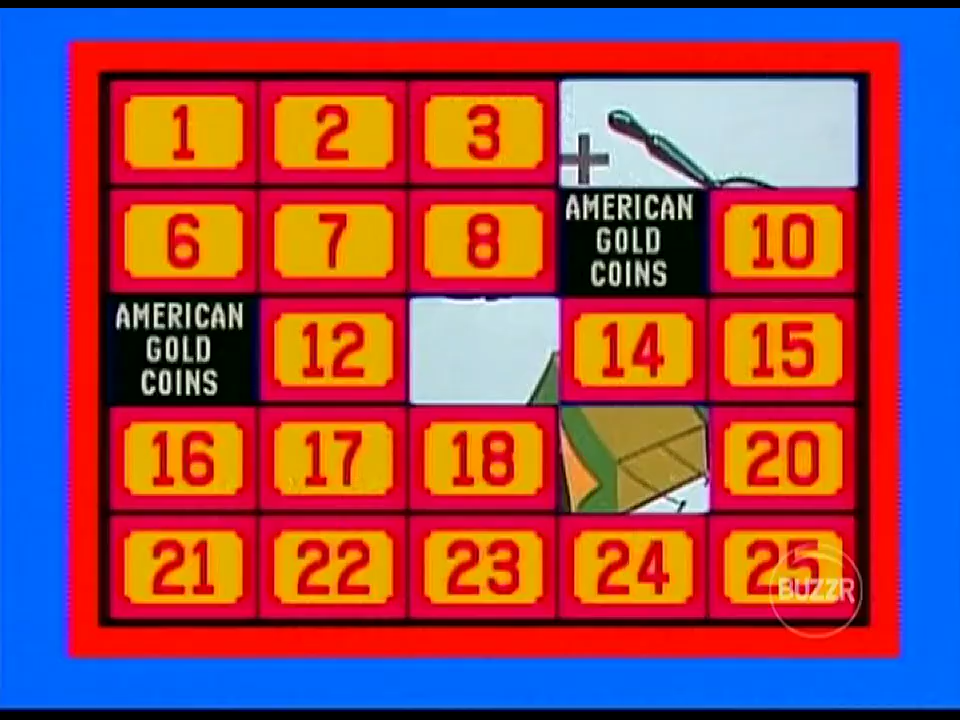 1 2 3 +
6 7 8 AMERICAN GOLD COINS 10
AMERICAN GOLD COINS 12 14 15
16 17 18 20
21 22 23 24 25
BUZZR